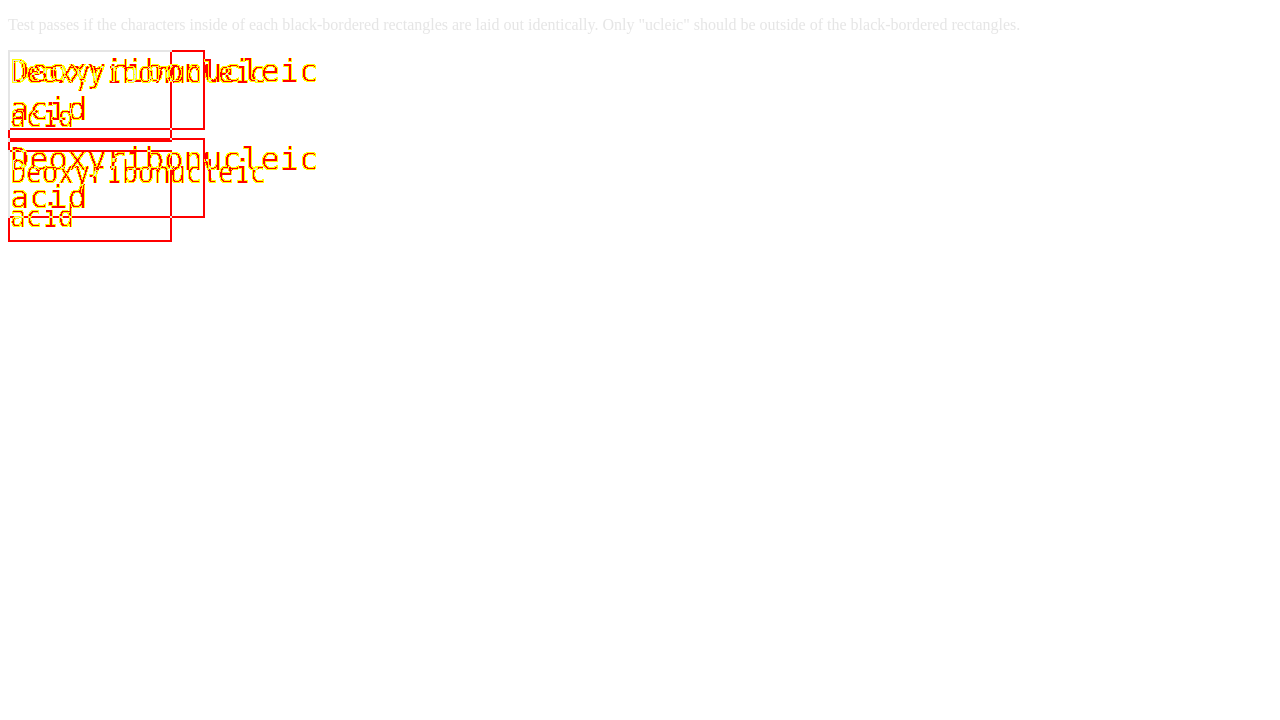 Test passes if the characters inside of each black-bordered rectangles are laid out identically. Only "ucleic" should be outside of the black-bordered rectangles.
Deoxyribonucleic
Deoxyribonucleic
acid
acid
Deoxyribonucleic
Deoxyribonucleic
acid
acid